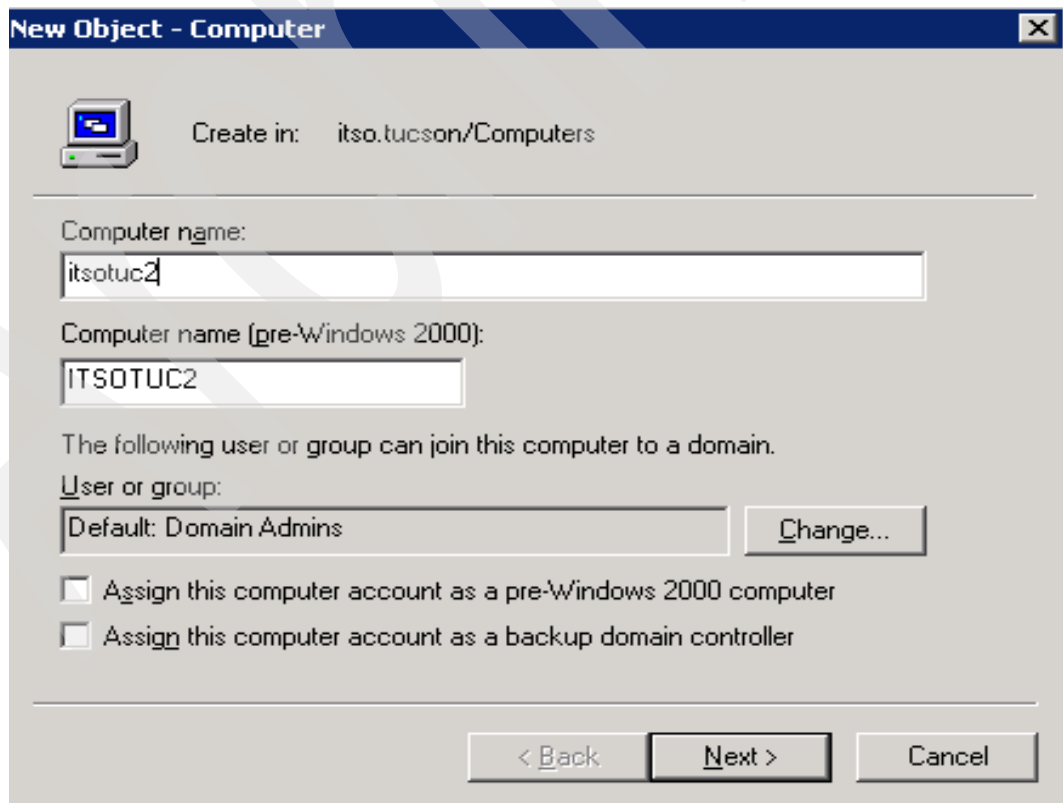 New Object - Computer
Create in: itso.tucson/Computers
Computer name:
itsotuc2
Computer name (pre-Windows 2000):
ITSOTUC2
The following user or group can join this computer to a domain.
User or group:
Default: Domain Admins
Change...
Assign this computer account as a pre-Windows 2000 computer
Assign this computer account as a backup domain controller
< Back Next > Cancel